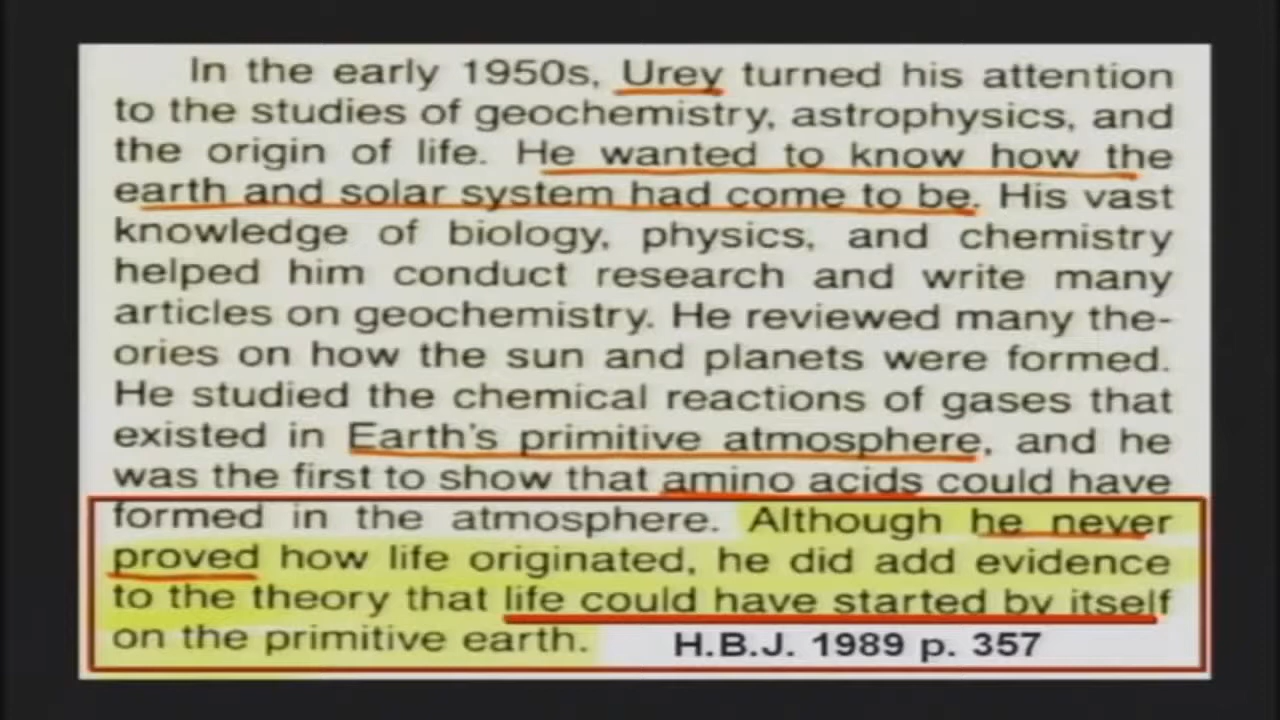 In the early 1950s, Urey turned his attention
to the studies of geochemistry, astrophysics, and
the origin of life. He wanted to know how the
earth and solar system had come to be. His vast
knowledge of biology, physics, and chemistry
helped him conduct research and write many
articles on geochemistry. He reviewed many the-
ories on how the sun and planets were formed.
He studied the chemical reactions of gases that
existed in Earth's primitive atmosphere, and he
was the first to show that amino acids could have
formed in the atmosphere. Although he never
proved how life originated, he did add evidence
to the theory that life could have started by itself
on the primitive earth. H.B.J. 1989 p. 357